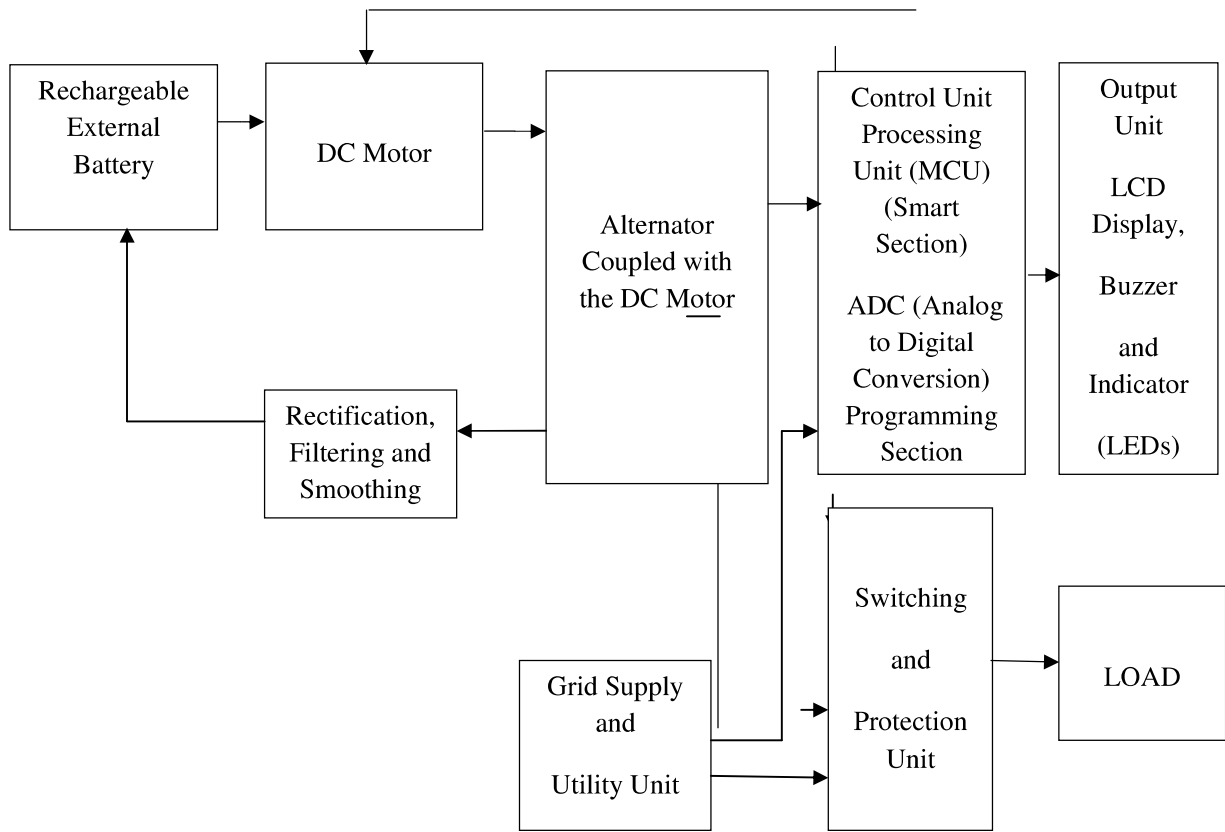 Rechargeable
External
Battery
DC Motor
Alternator
Coupled with
the DC Motor
Control Unit
Processing
Unit (MCU)
(Smart
Section)
ADC (Analog
to Digital
Conversion)
Programming
Section
Output
Unit
LCD
Display,
Buzzer
and
Indicator
(LEDs)
Rectification,
Filtering and
Smoothing
Grid Supply
and
Utility Unit
Switching
and
Protection
Unit
LOAD